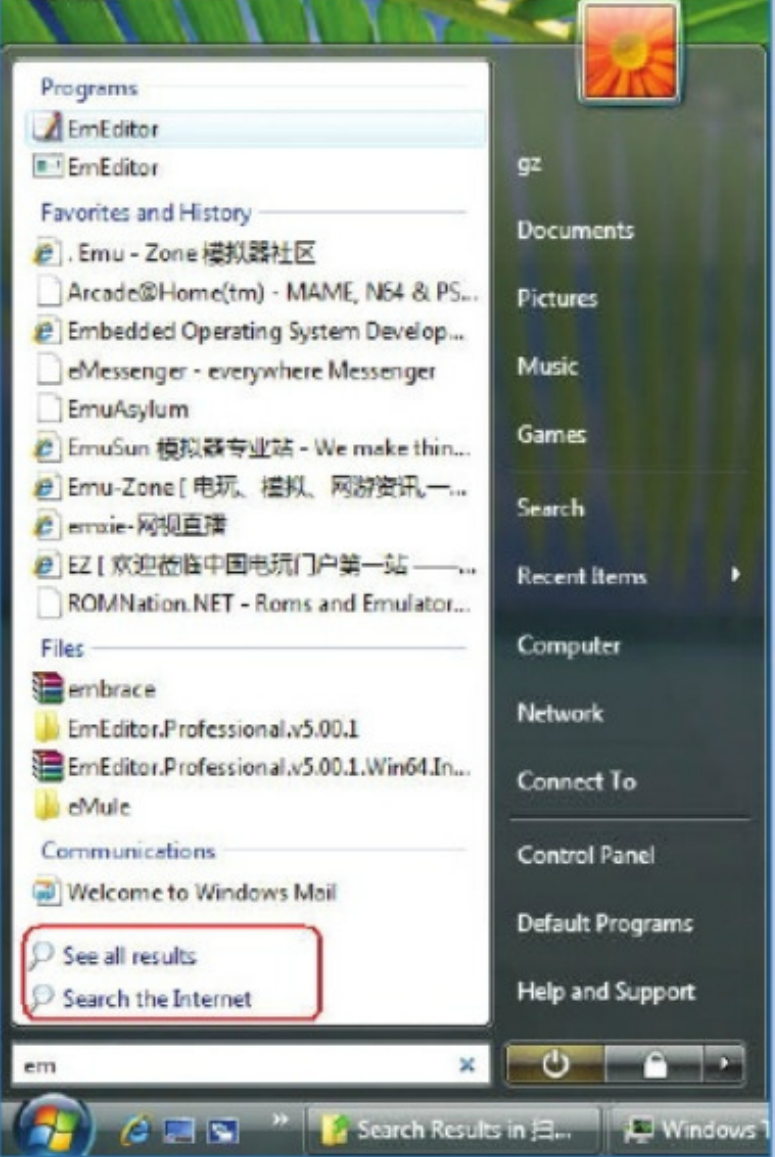 Programs
EmEditor
EmEditor
Favorites and History
. Emu - Zone 模拟器社区
Arcade@Home(tm) - MAME, N64 & PS...
Embedded Operating System Develop...
eMessenger - everywhere Messenger
EmuAsylum
EmuSun 模拟器专业站 - We make thin...
Emu-Zone [ 电玩、模拟、网游资讯,一...
emxie-网视直播
EZ [ 欢迎莅临中国电玩门户第一站 ——...
ROMNation.NET - Roms and Emulator...
Files
embrace
EmEditor.Professional.v5.00.1
EmEditor.Professional.v5.00.1.Win64.In...
eMule
Communications
Welcome to Windows Mail
See all results
Search the Internet
em
gz
Documents
Pictures
Music
Games
Search
Recent Items
Computer
Network
Connect To
Control Panel
Default Programs
Help and Support
Search Results in 扫...
Windows T